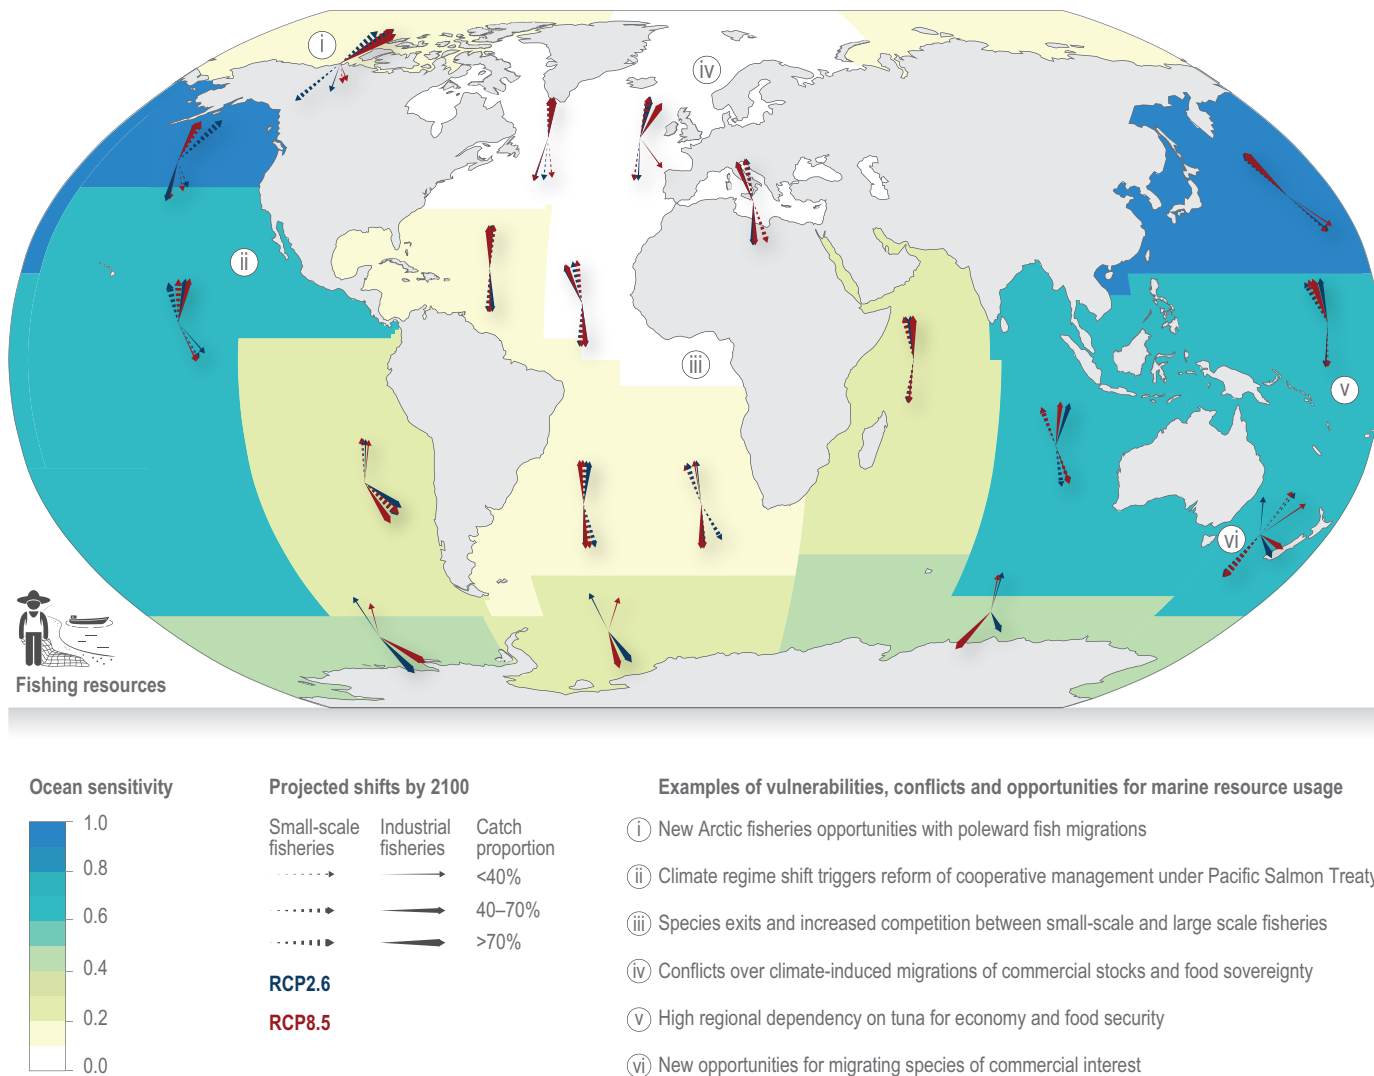 i
iv
ii
iii
v
vi
Fishing resources
Ocean sensitivity
1.0
0.8
0.6
0.4
0.2
0.0
Projected shifts by 2100
Small-scale fisheries
Industrial fisheries
Catch proportion
<40%
40–70%
>70%
RCP2.6
RCP8.5
Examples of vulnerabilities, conflicts and opportunities for marine resource usage
i New Arctic fisheries opportunities with poleward fish migrations
ii Climate regime shift triggers reform of cooperative management under Pacific Salmon Treaty
iii Species exits and increased competition between small-scale and large scale fisheries
iv Conflicts over climate-induced migrations of commercial stocks and food sovereignty
v High regional dependency on tuna for economy and food security
vi New opportunities for migrating species of commercial interest